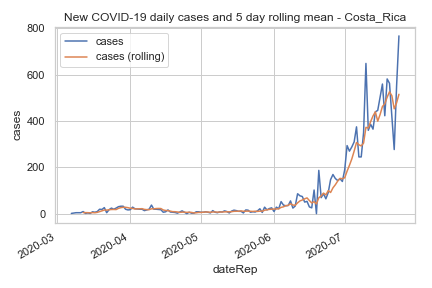 New COVID-19 daily cases and 5 day rolling mean - Costa_Rica
800
600
400
200
0
cases
cases
cases (rolling)
2020-03
2020-04
2020-05
2020-06
2020-07
dateRep